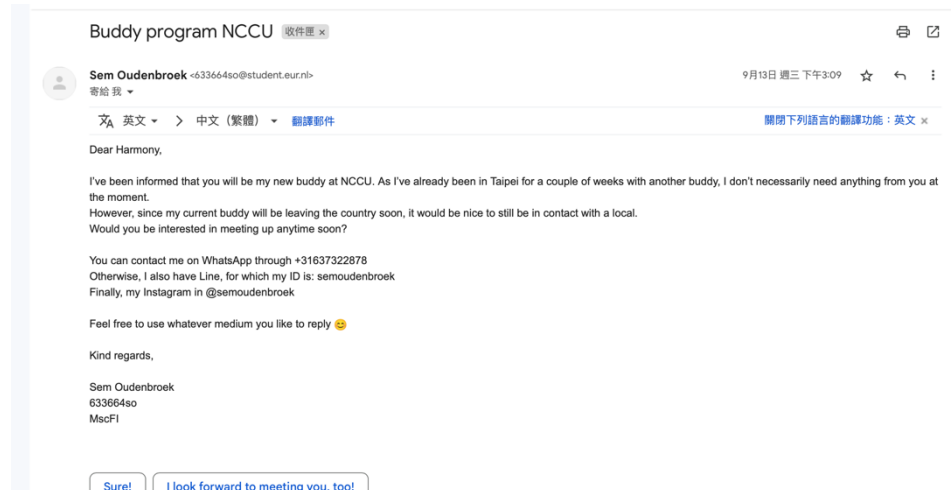 Buddy program NCCU 收件匣 ×
Sem Oudenbroek <633664so@student.eur.nl> 9月13日 週三 下午3:09
寄給 我
英文 > 中文（繁體） 翻譯郵件 關閉下列語言的翻譯功能：英文 ×
Dear Harmony,
I've been informed that you will be my new buddy at NCCU. As I've already been in Taipei for a couple of weeks with another buddy, I don't necessarily need anything from you at
the moment.
However, since my current buddy will be leaving the country soon, it would be nice to still be in contact with a local.
Would you be interested in meeting up anytime soon?
You can contact me on WhatsApp through +31637322878
Otherwise, I also have Line, for which my ID is: semoudenbroek
Finally, my Instagram in @semoudenbroek
Feel free to use whatever medium you like to reply 😊
Kind regards,
Sem Oudenbroek
633664so
MscFI
Sure! I look forward to meeting you, too!